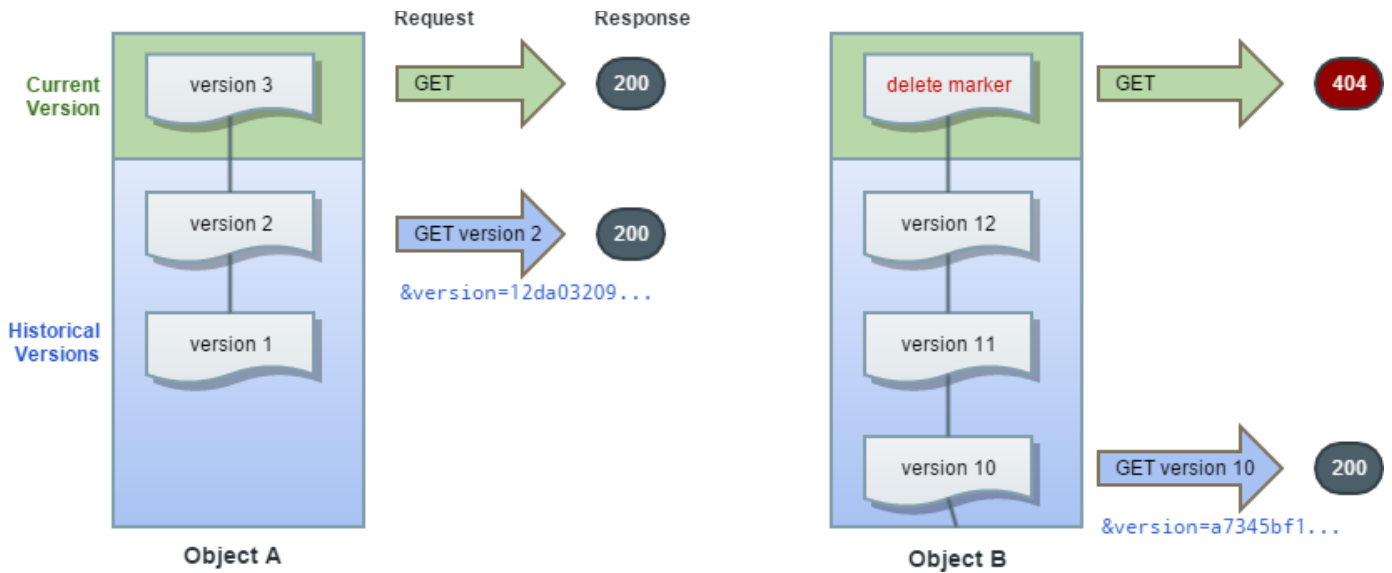 Request
Response
Current
Version
version 3
GET
200
delete marker
GET
404
version 2
GET version 2
200
&version=12da03209...
version 12
Historical
Versions
version 1
version 11
version 10
GET version 10
200
&version=a7345bf1...
Object A
Object B